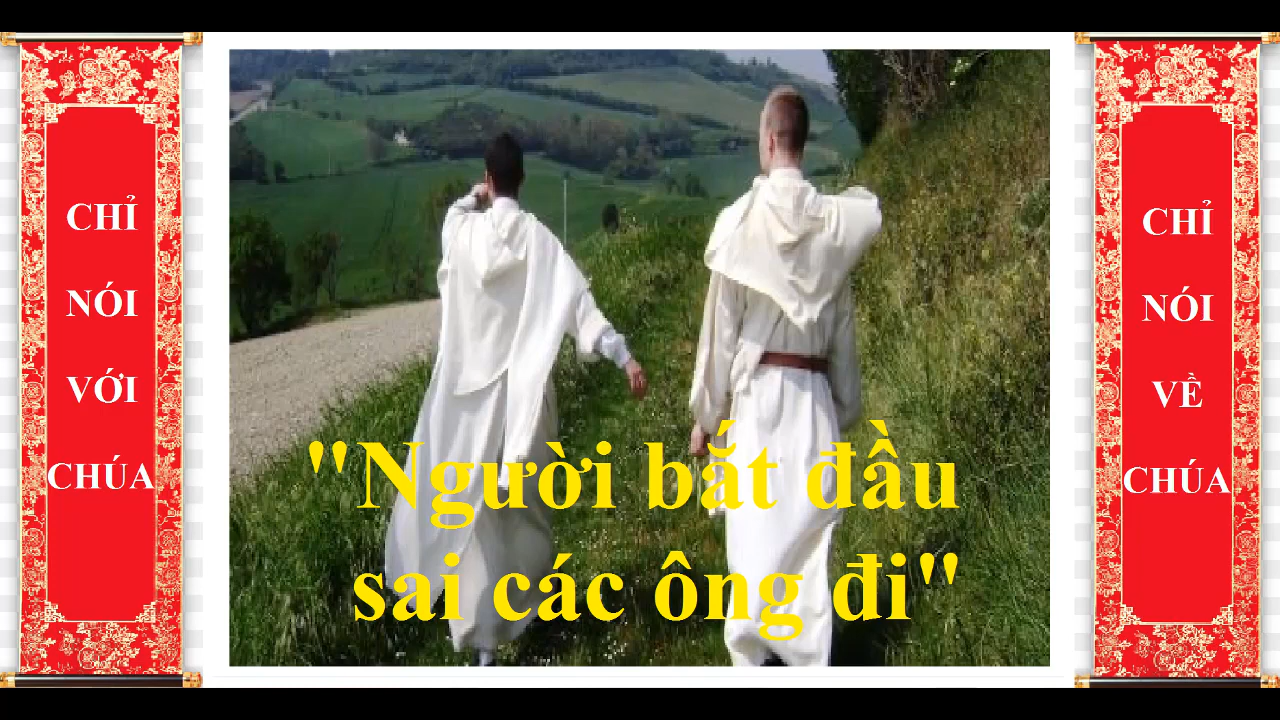 CHỈ
NÓI
VỚI
CHÚA
"Người bắt đầu
sai các ông đi"
CHỈ
NÓI
VỀ
CHÚA